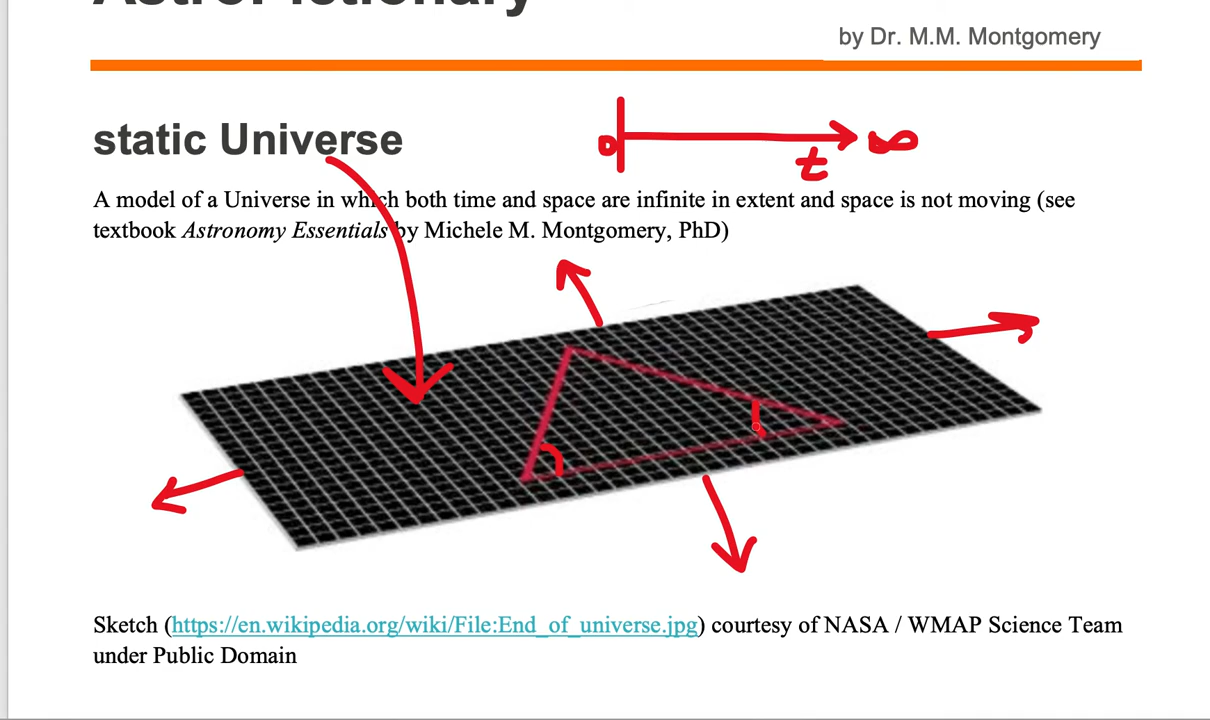 by Dr. M.M. Montgomery
static Universe
0
t
∞
A model of a Universe in which both time and space are infinite in extent and space is not moving (see
textbook Astronomy Essentials by Michele M. Montgomery, PhD)
Sketch (https://en.wikipedia.org/wiki/File:End_of_universe.jpg) courtesy of NASA / WMAP Science Team
under Public Domain